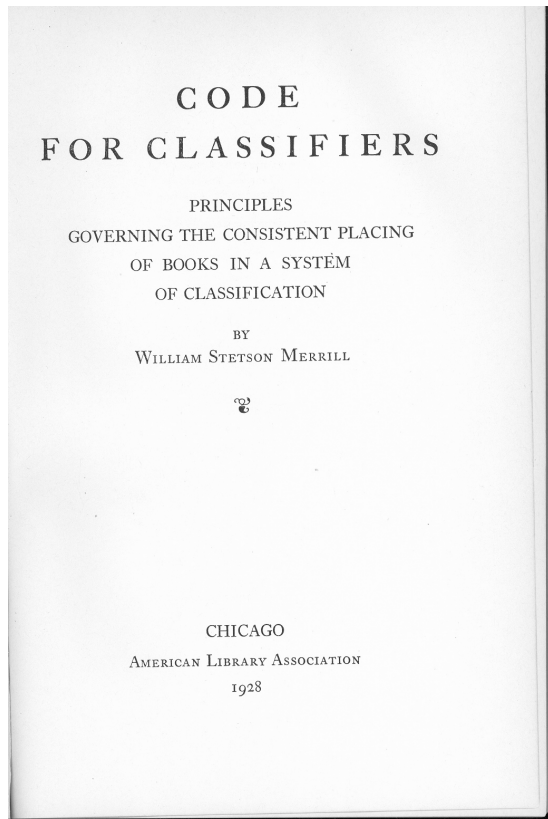 CODE
FOR CLASSIFIERS
PRINCIPLES
GOVERNING THE CONSISTENT PLACING
OF BOOKS IN A SYSTEM
OF CLASSIFICATION
BY
WILLIAM STETSON MERRILL
CHICAGO
AMERICAN LIBRARY ASSOCIATION
1928